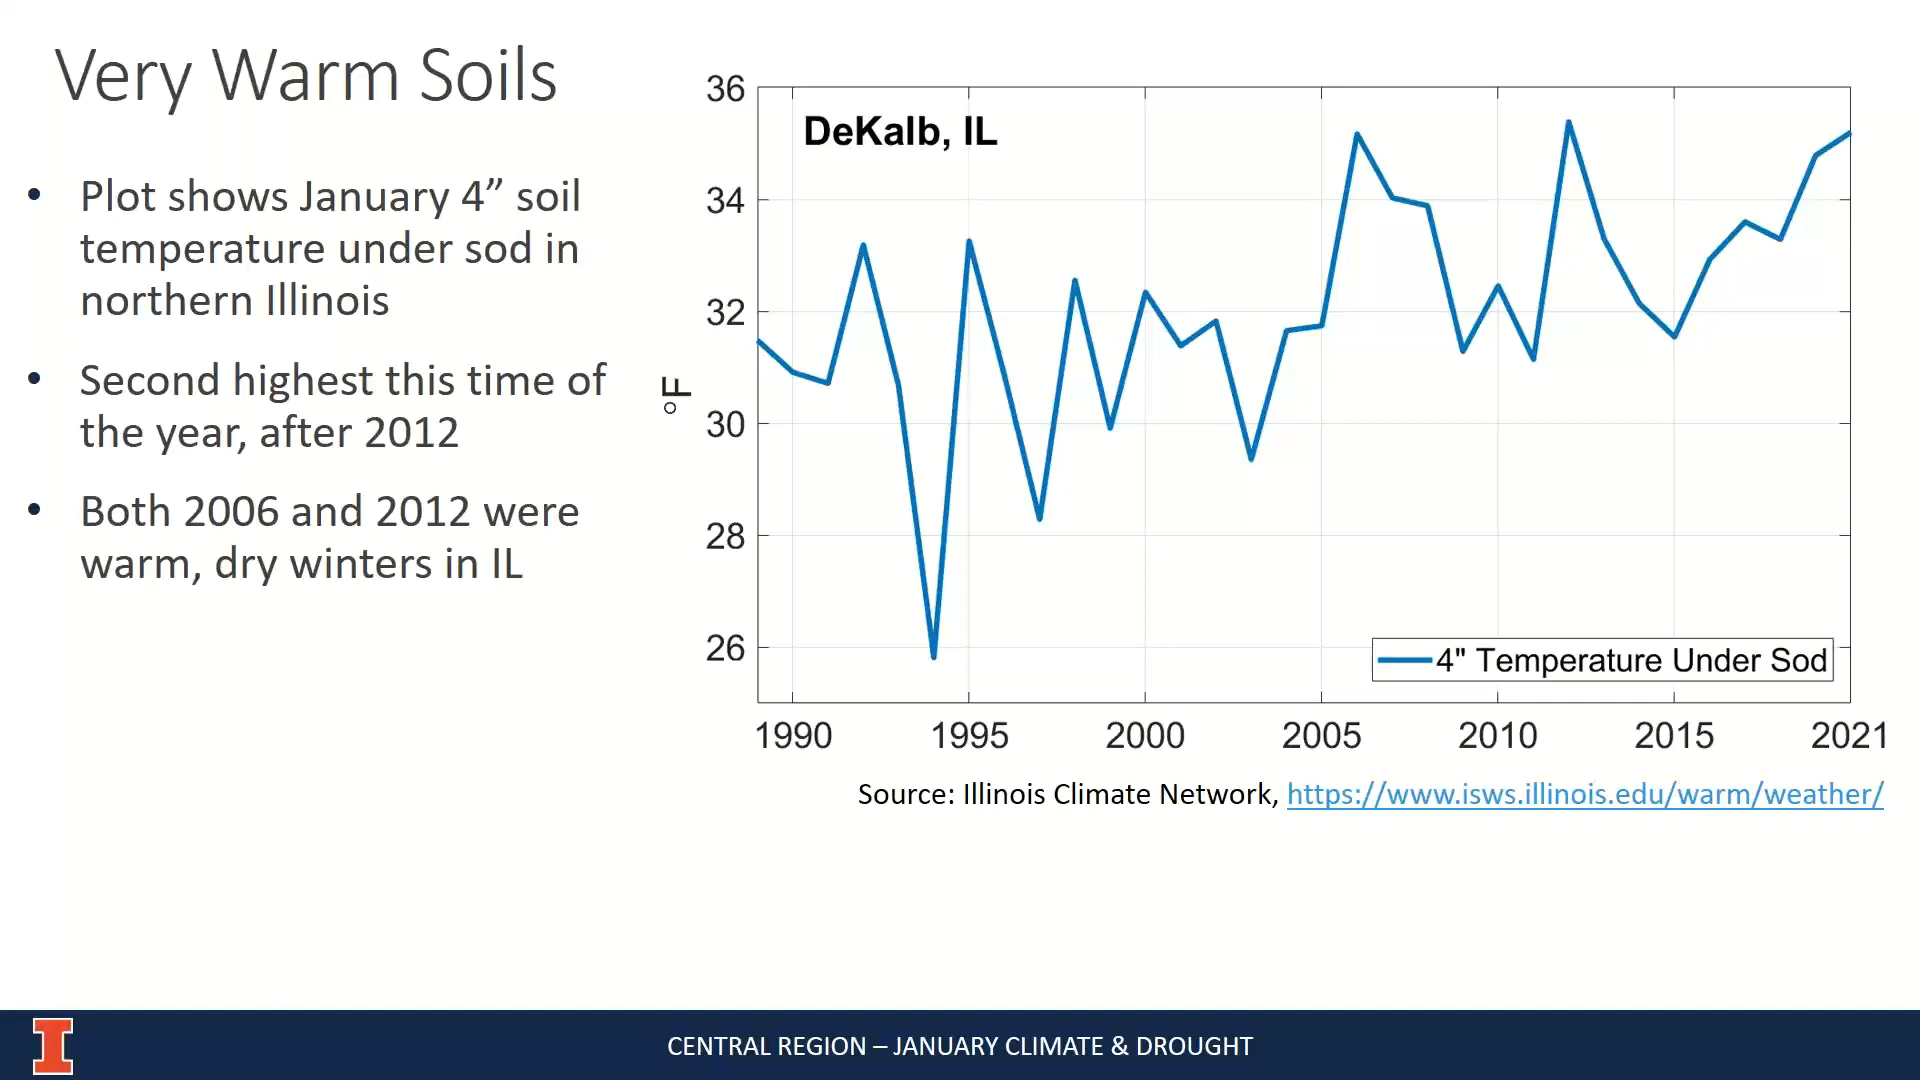 Very Warm Soils
• Plot shows January 4” soil
temperature under sod in
northern Illinois
• Second highest this time of
the year, after 2012
• Both 2006 and 2012 were
warm, dry winters in IL
DeKalb, IL
°F
36
34
32
30
28
26
4" Temperature Under Sod
1990 1995 2000 2005 2010 2015 2021
Source: Illinois Climate Network, https://www.isws.illinois.edu/warm/weather/
I
CENTRAL REGION – JANUARY CLIMATE & DROUGHT